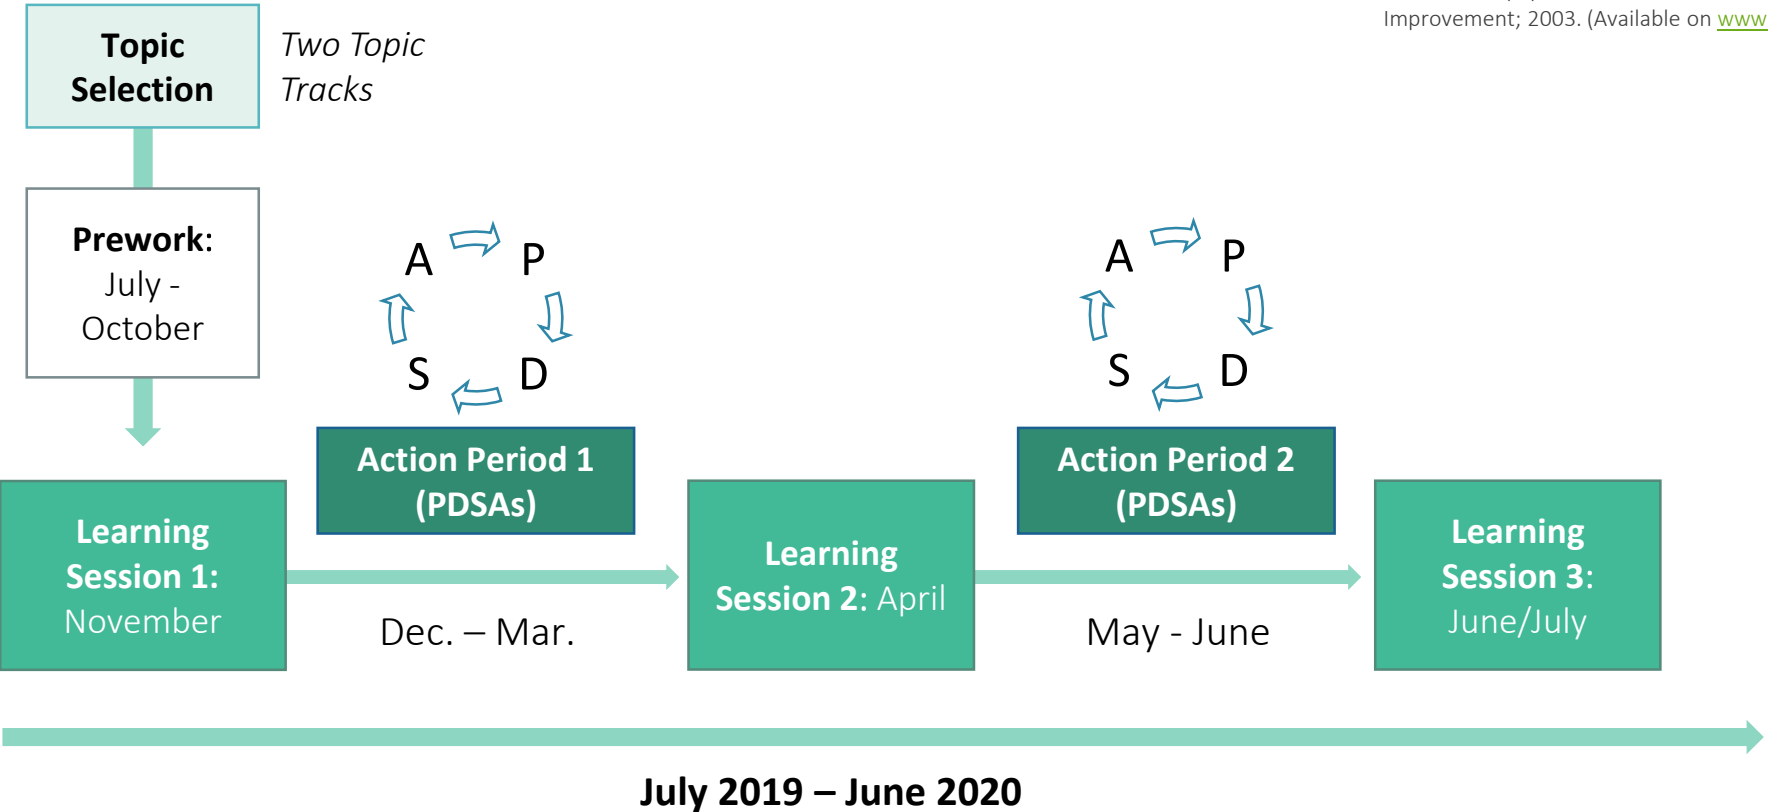 Improvement; 2003. (Available on www
Topic
Selection
Two Topic
Tracks
Prework:
July -
October
A
P
S
D
A
P
S
D
Action Period 1
(PDSAs)
Action Period 2
(PDSAs)
Learning
Session 1:
November
Learning
Session 2: April
Learning
Session 3:
June/July
Dec. – Mar.
May - June
July 2019 – June 2020